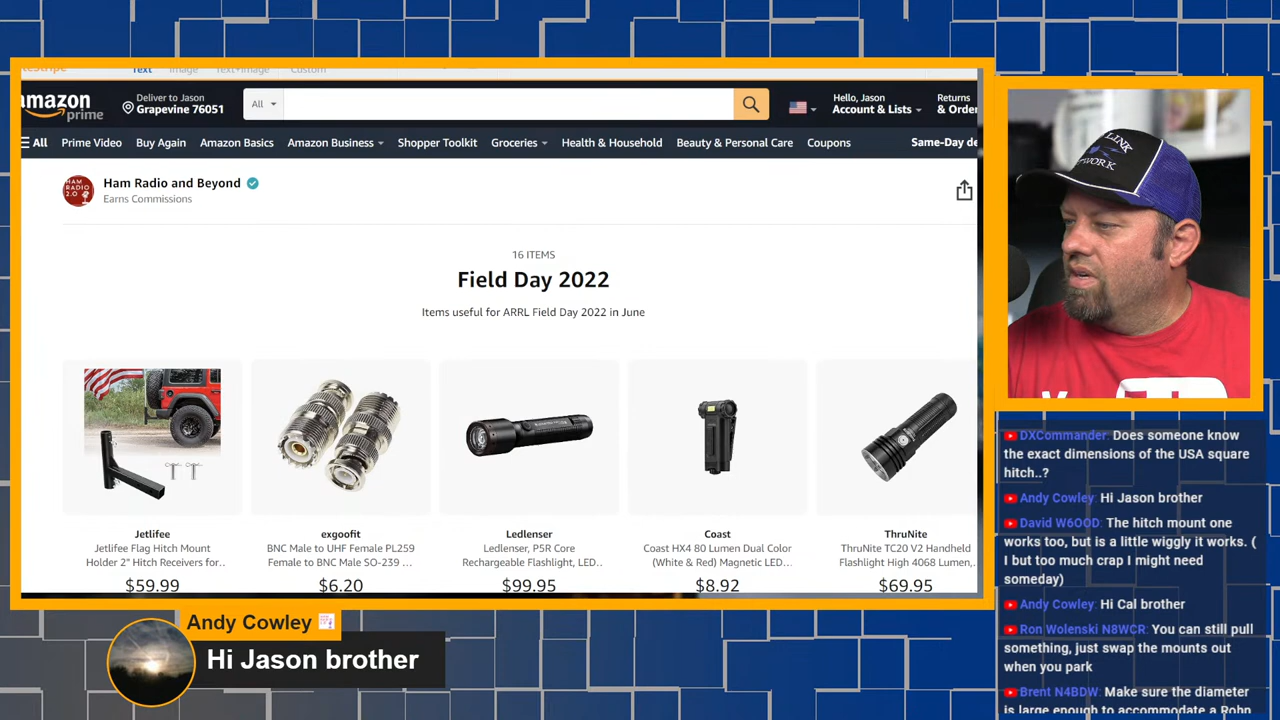 Text Image Text+Image Custom
amazon
prime
Deliver to Jason
Grapevine 76051
All
Hello, Jason
Account & Lists
Returns
& Orde
All Prime Video Buy Again Amazon Basics Amazon Business Shopper Toolkit Groceries Health & Household Beauty & Personal Care Coupons Same-Day de
HAM
RADIO
2.0
Ham Radio and Beyond
Earns Commissions
16 ITEMS
Field Day 2022
Items useful for ARRL Field Day 2022 in June
Jetlifee
Jetlifee Flag Hitch Mount
Holder 2" Hitch Receivers for...
$59.99
exgoofit
BNC Male to UHF Female PL259
Female to BNC Male SO-239 ...
$6.20
Ledlenser
Ledlenser, P5R Core
Rechargeable Flashlight, LED...
$99.95
Coast
Coast HX4 80 Lumen Dual Color
(White & Red) Magnetic LED...
$8.92
ThruNite
ThruNite TC20 V2 Handheld
Flashlight High 4068 Lumen,...
$69.95
DXCommander: Does someone know
the exact dimensions of the USA square
hitch..?
Andy Cowley: Hi Jason brother
David W6OOD: The hitch mount one
works too, but is a little wiggly it works. (
I but too much crap I might need
someday)
Andy Cowley: Hi Cal brother
Ron Wolenski N8WCR: You can still pull
something, just swap the mounts out
when you park
Brent N4BDW: Make sure the diameter
is large enough to accommodate a Rohn
Andy Cowley
Hi Jason brother